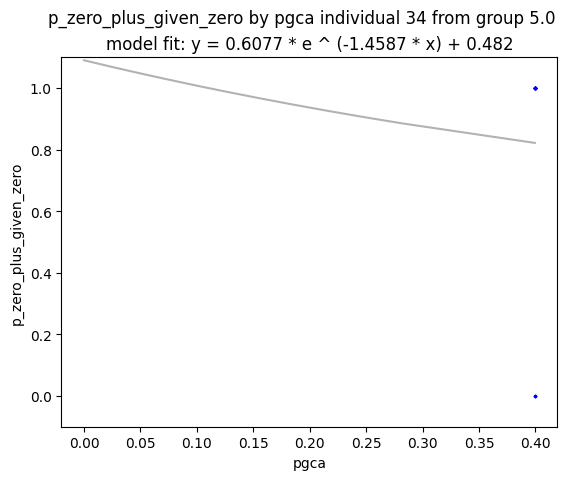 p_zero_plus_given_zero by pgca individual 34 from group 5.0
model fit: y = 0.6077 * e ^ (-1.4587 * x) + 0.482
1.0
0.8
0.6
0.4
0.2
0.0
p_zero_plus_given_zero
0.00 0.05 0.10 0.15 0.20 0.25 0.30 0.35 0.40
pgca